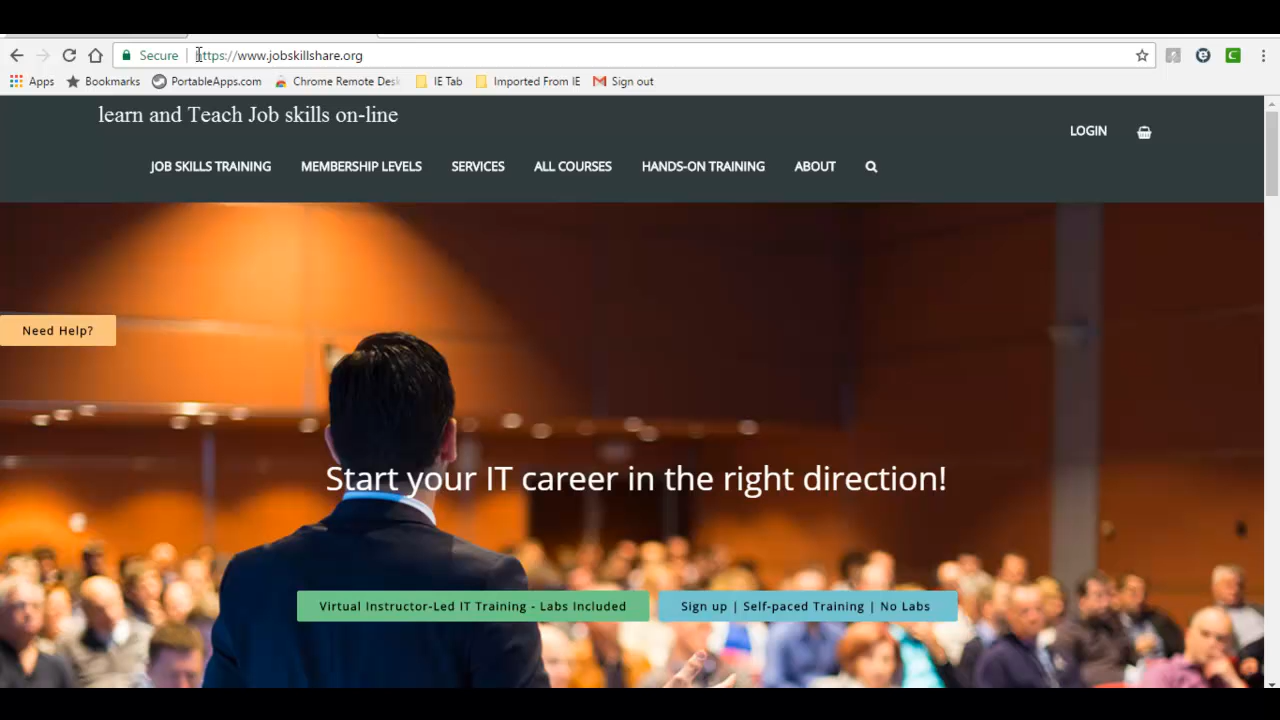 Secure | https://www.jobskillshare.org
Apps Bookmarks PortableApps.com Chrome Remote Desk IE Tab Imported From IE Sign out
learn and Teach Job skills on-line
LOGIN
JOB SKILLS TRAINING MEMBERSHIP LEVELS SERVICES ALL COURSES HANDS-ON TRAINING ABOUT
Need Help?
Start your IT career in the right direction!
Virtual Instructor-Led IT Training - Labs Included
Sign up | Self-paced Training | No Labs